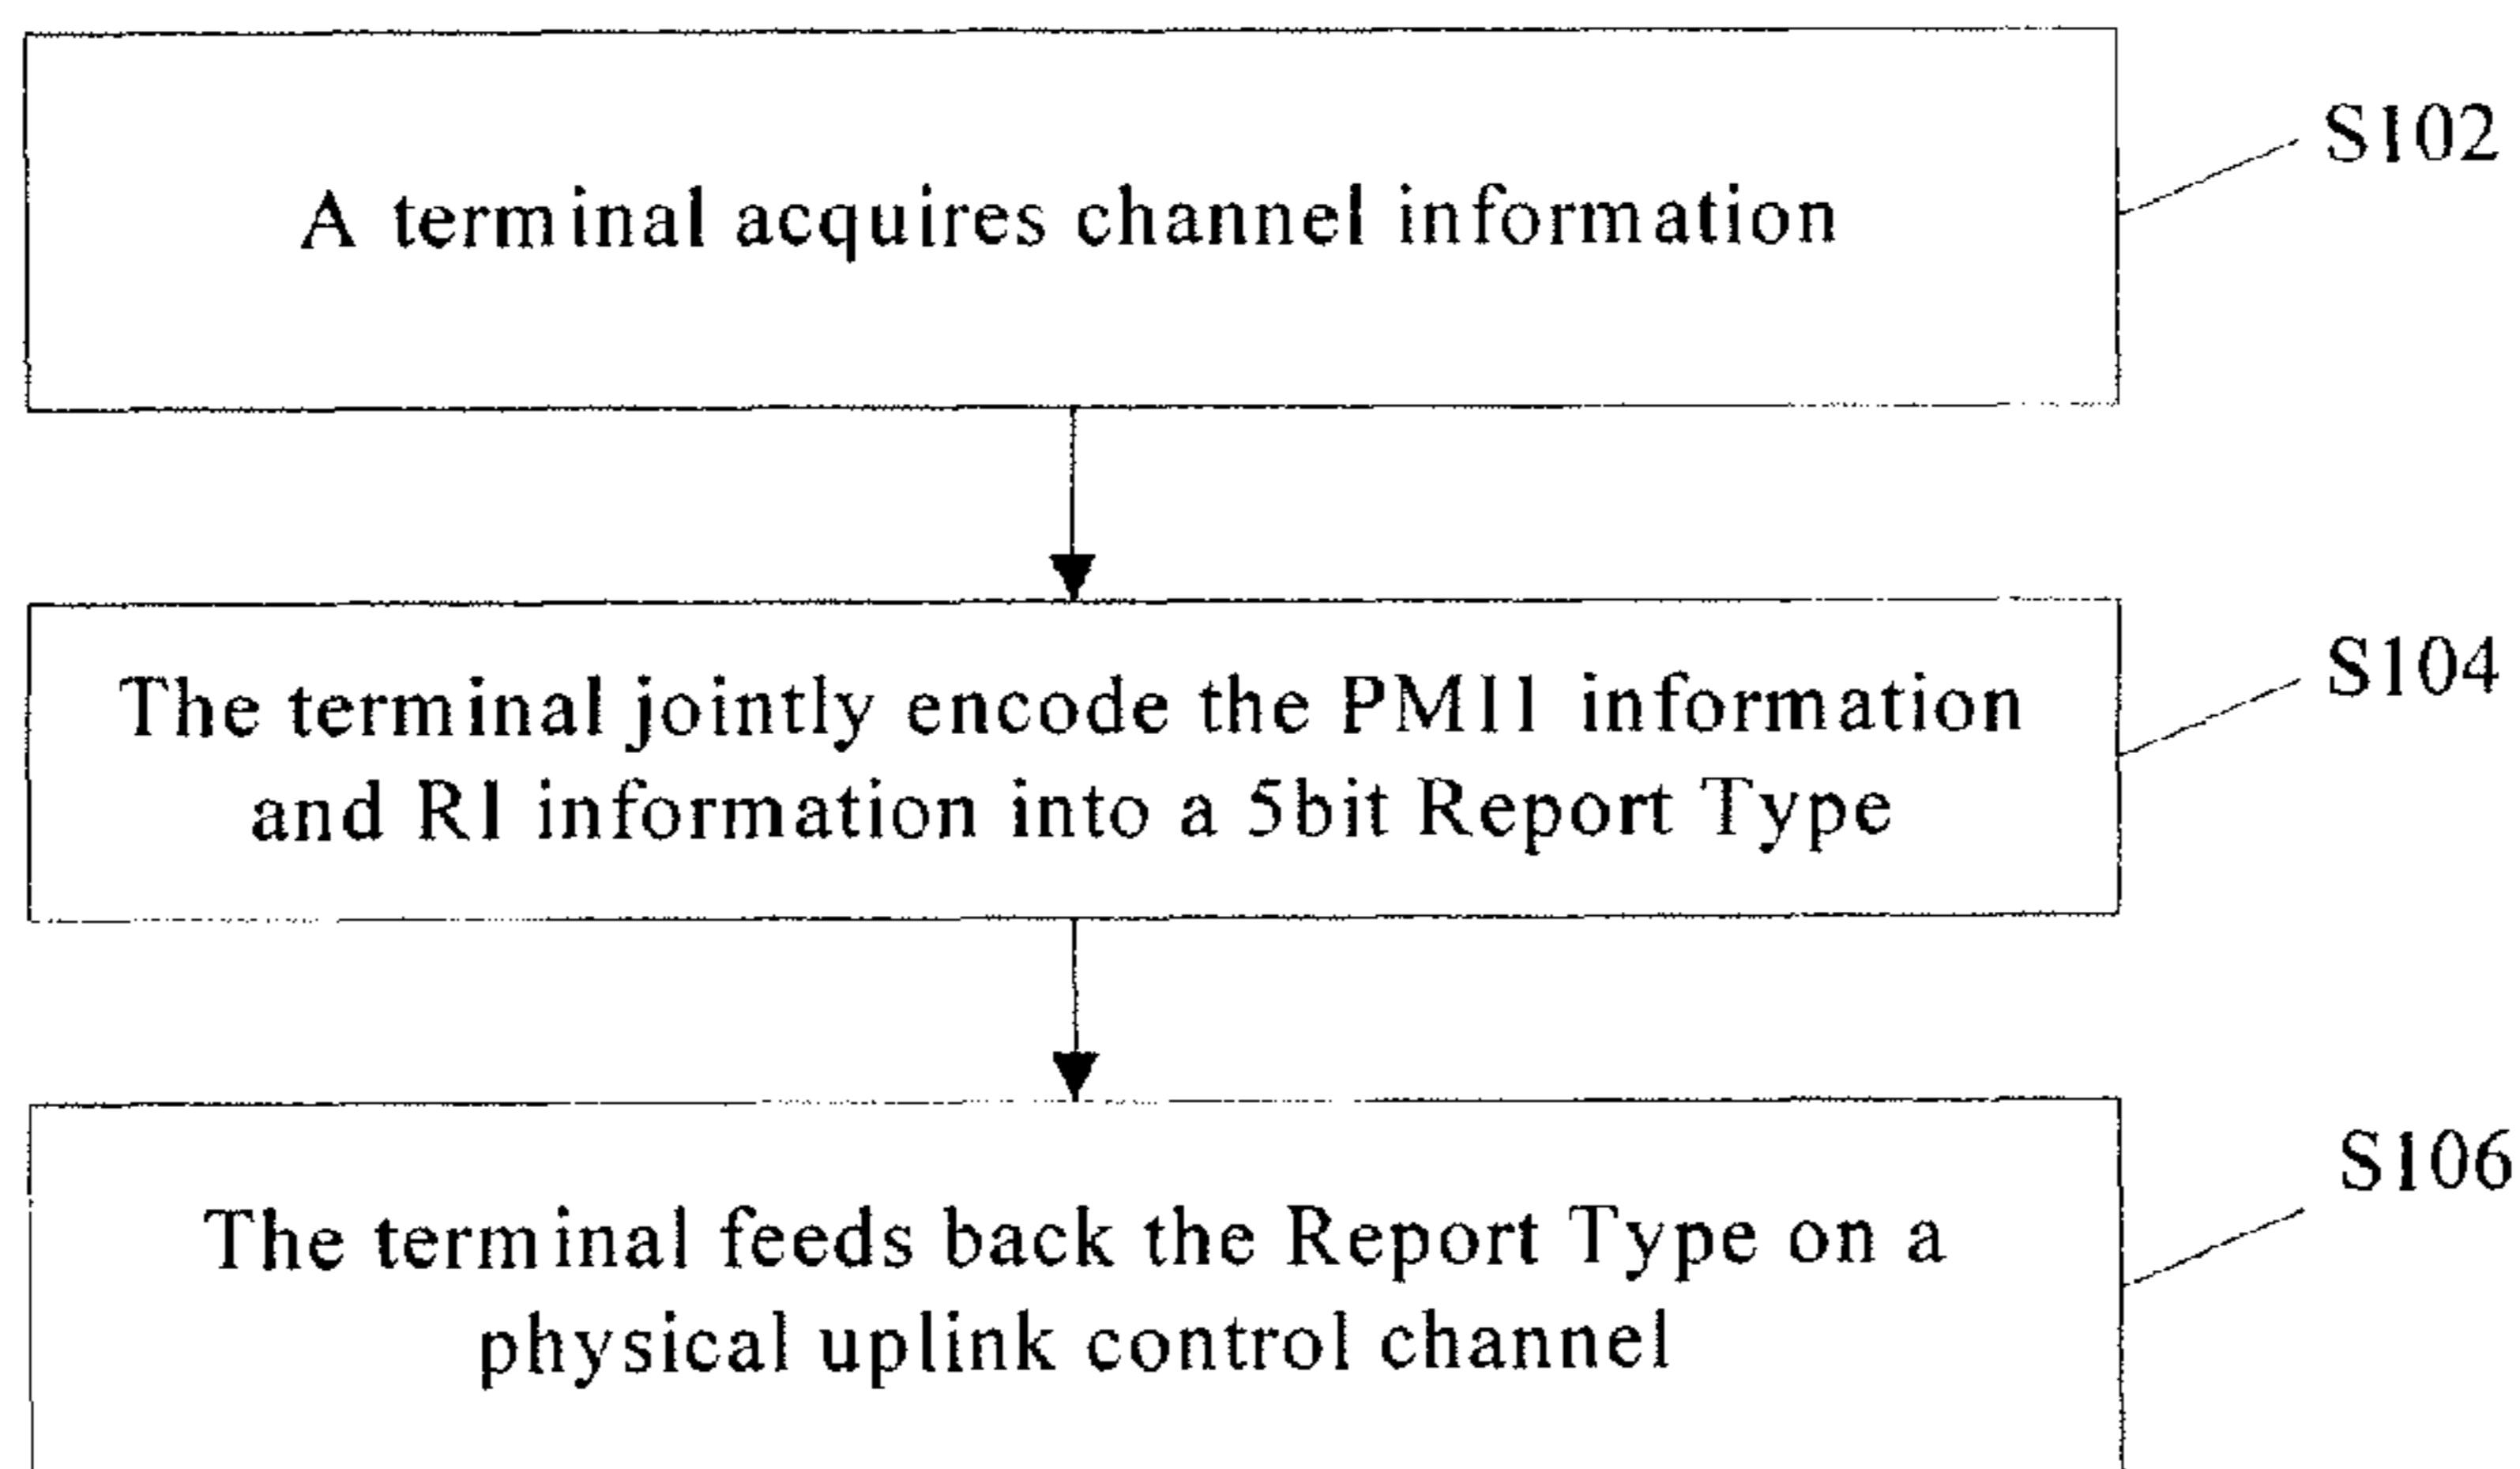 A terminal acquires channel information
S102
The terminal jointly encode the PMI1 information
and RI information into a 5bit Report Type
S104
The terminal feeds back the Report Type on a
physical uplink control channel
S106